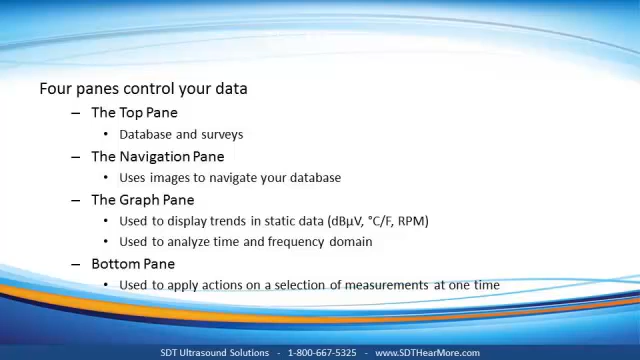 Four panes control your data
– The Top Pane
• Database and surveys
– The Navigation Pane
• Uses images to navigate your database
– The Graph Pane
• Used to display trends in static data (dBµV, °C/F, RPM)
• Used to analyze time and frequency domain
– Bottom Pane
• Used to apply actions on a selection of measurements at one time
SDT Ultrasound Solutions - 1-800-667-5325 - www.SDTHearMore.com